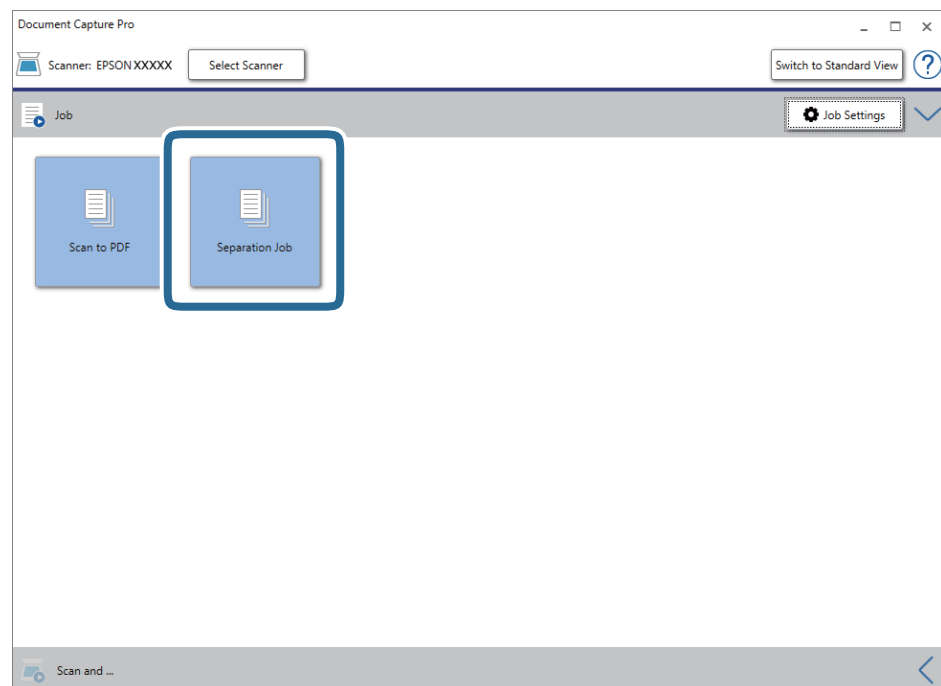 Document Capture Pro
Scanner: EPSON XXXXX
Select Scanner
Switch to Standard View
?
Job
Job Settings
Scan to PDF
Separation Job
Scan and ...